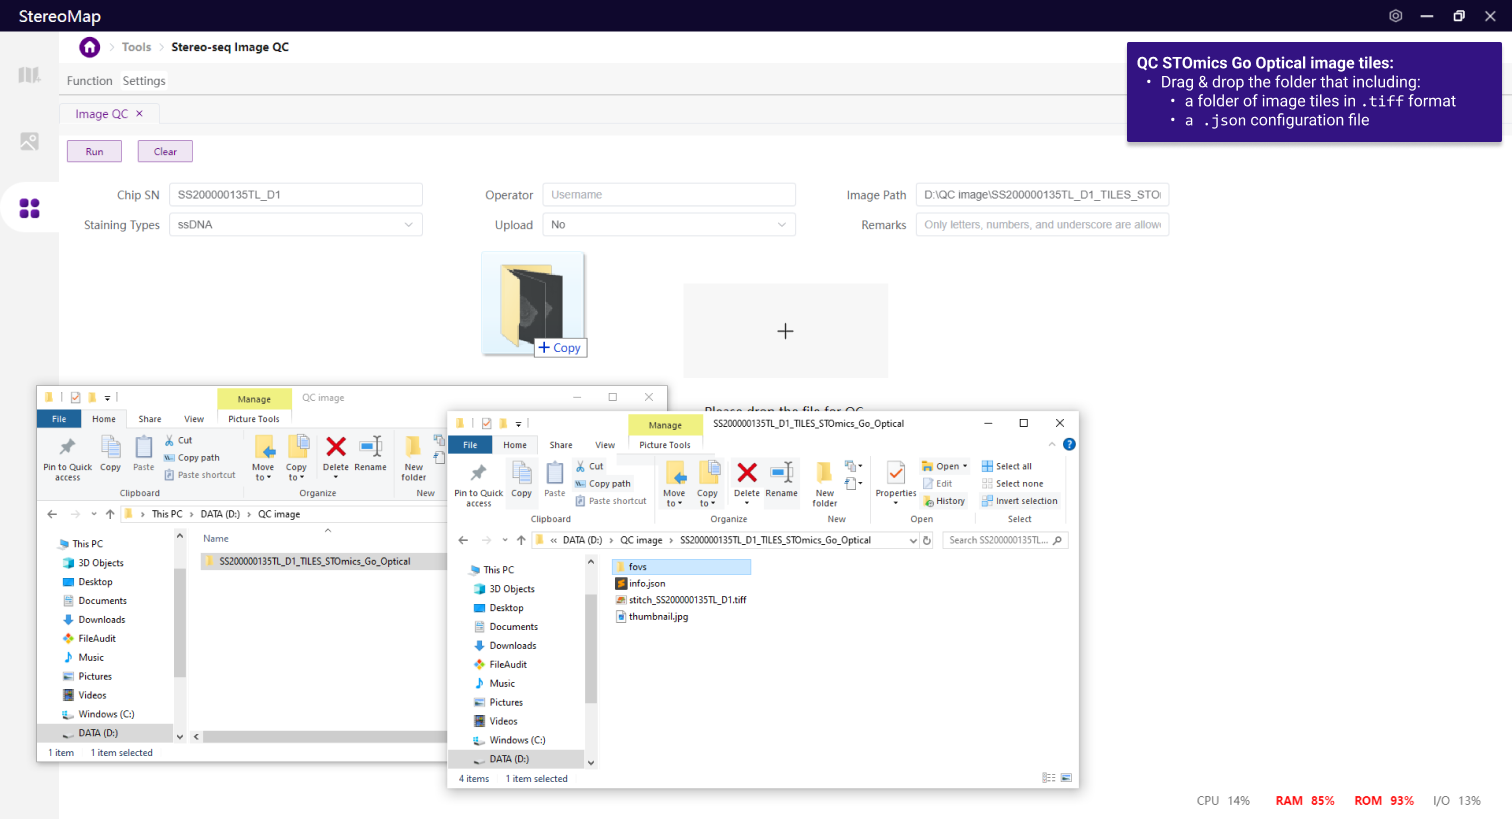 StereoMap
Tools
Stereo-seq Image QC
Function Settings
Image QC
QC STOmics Go Optical image tiles:
• Drag & drop the folder that including:
• a folder of image tiles in .tiff format
• a .json configuration file
Run Clear
Chip SN SS200000135TL_D1 Operator Username Image Path D:\QC image\SS200000135TL_D1_TILES_STO
Staining Types ssDNA Upload No Remarks Only letters, numbers, and underscore are allow
+ Copy
Please drop the file for QC
Manage QC image
File Home Share View Picture Tools
Pin to Quick access
Copy
Paste
Cut
Copy path
Paste shortcut
Clipboard
Move to
Copy to
Delete
Rename
Organize
New folder
New
This PC > DATA (D:) > QC image
This PC
3D Objects
Desktop
Documents
Downloads
FileAudit
Music
Pictures
Videos
Windows (C:)
DATA (D:)
Name
SS200000135TL_D1_TILES_STOmics_Go_Optical
1 item 1 item selected
Manage SS200000135TL_D1_TILES_STOmics_Go_Optical
File Home Share View Picture Tools
Pin to Quick access
Copy
Paste
Cut
Copy path
Paste shortcut
Clipboard
Move to
Copy to
Delete
Rename
Organize
New folder
New
Properties
Open
Edit
History
Open
Select all
Select none
Invert selection
Select
« DATA (D:) > QC image > SS200000135TL_D1_TILES_STOmics_Go_Optical
Search SS200000135TL...
This PC
3D Objects
Desktop
Documents
Downloads
FileAudit
Music
Pictures
Videos
Windows (C:)
DATA (D:)
fovs
info.json
stitch_SS200000135TL_D1.tiff
thumbnail.jpg
4 items 1 item selected
CPU 14% RAM 85% ROM 93% I/O 13%